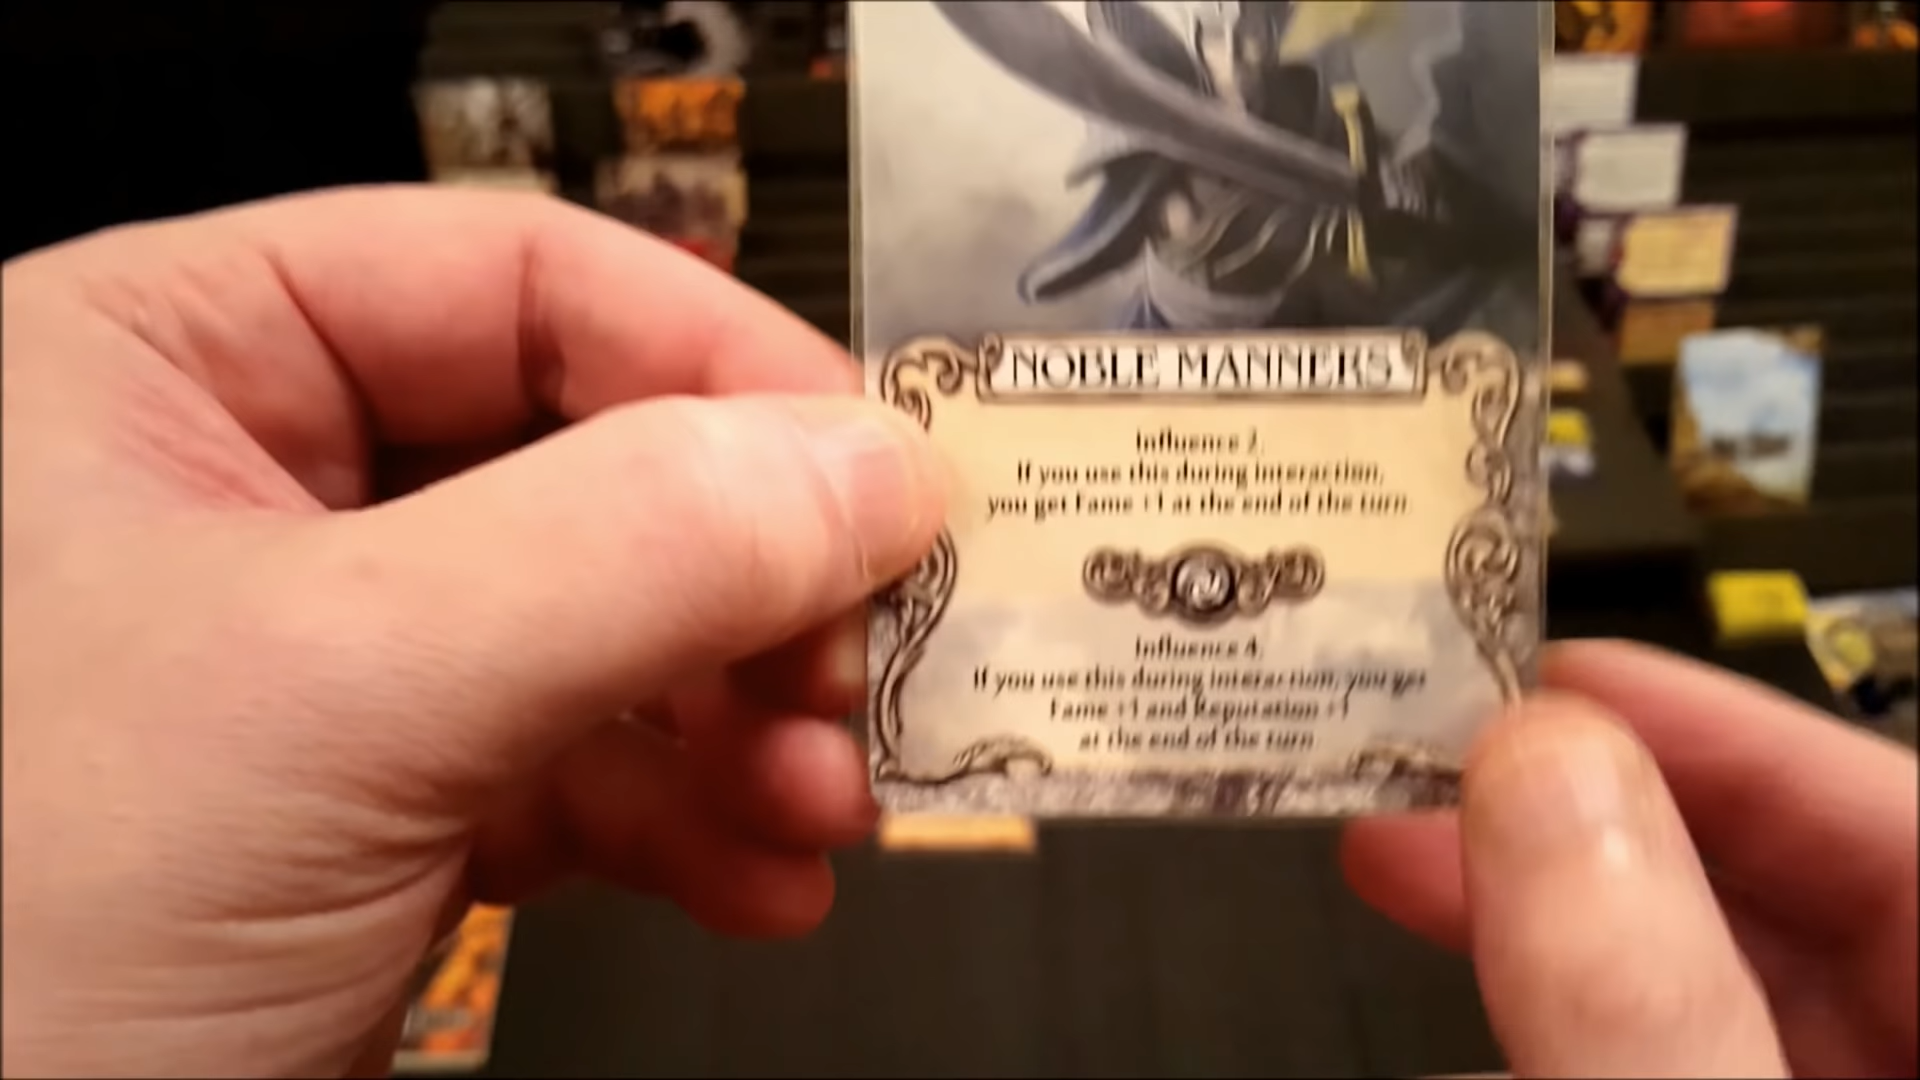 NOBLE MANNERS
Influence 2.
If you use this during interaction,
you get Fame +1 at the end of the turn.
Influence 4.
If you use this during interaction, you get
Fame +1 and Reputation +1
at the end of the turn.